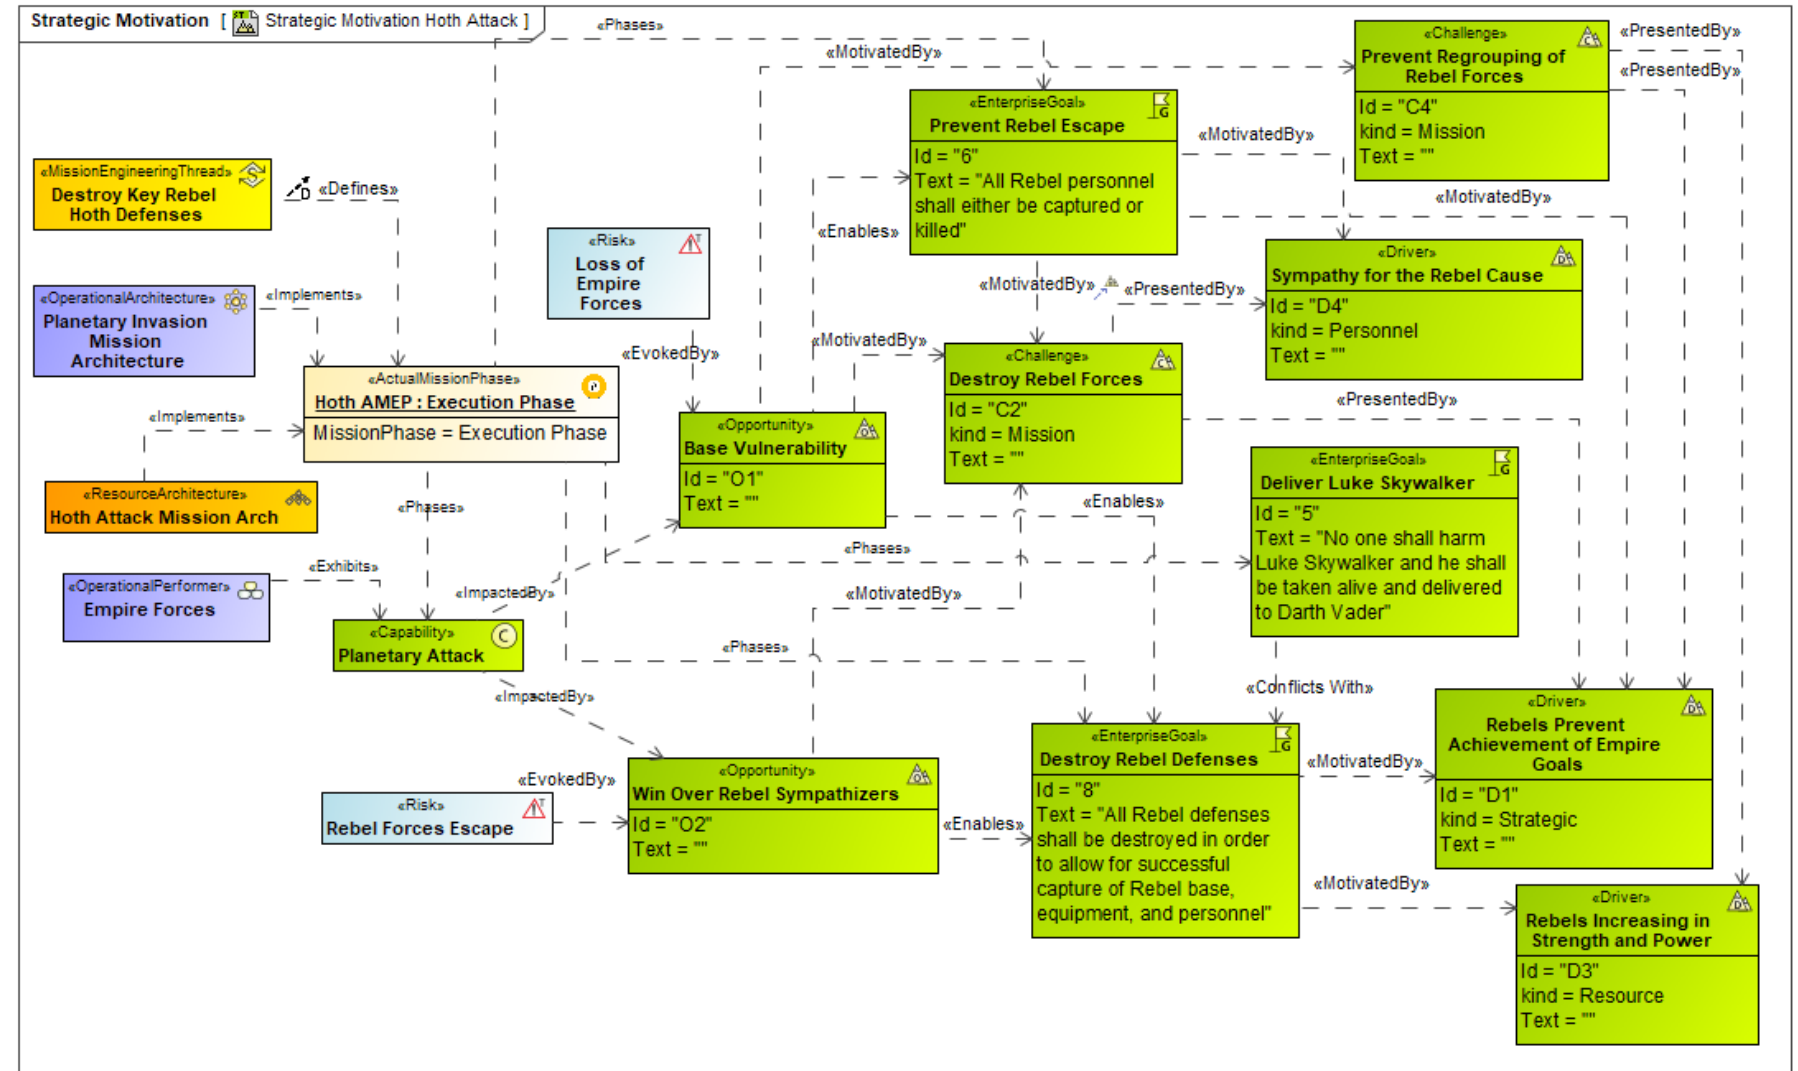 Strategic Motivation [ Strategic Motivation Hoth Attack ]
«Phases»
«MotivatedBy»
«Challenge»
Prevent Regrouping of
Rebel Forces
Id = "C4"
kind = Mission
Text = ""
«PresentedBy»
«PresentedBy»
«EnterpriseGoal»
Prevent Rebel Escape
Id = "6"
Text = "All Rebel personnel
shall either be captured or
killed"
«MotivatedBy»
«MotivatedBy»
«MissionEngineeringThread»
Destroy Key Rebel
Hoth Defenses
«Defines»
«Enables»
«Risk»
Loss of
Empire
Forces
«Driver»
Sympathy for the Rebel Cause
Id = "D4"
kind = Personnel
Text = ""
«OperationalArchitecture»
Planetary Invasion
Mission
Architecture
«Implements»
«MotivatedBy»
«PresentedBy»
«EvokedBy»
«MotivatedBy»
«Challenge»
Destroy Rebel Forces
Id = "C2"
kind = Mission
Text = ""
«ActualMissionPhase»
Hoth AMEP : Execution Phase
MissionPhase = Execution Phase
«Implements»
«PresentedBy»
«Opportunity»
Base Vulnerability
Id = "O1"
Text = ""
«EnterpriseGoal»
Deliver Luke Skywalker
Id = "5"
Text = "No one shall harm
Luke Skywalker and he shall
be taken alive and delivered
to Darth Vader"
«ResourceArchitecture»
Hoth Attack Mission Arch
«Phases»
«Enables»
«Phases»
«Exhibits»
«OperationalPerformer»
Empire Forces
«ImpactedBy»
«MotivatedBy»
«Capability»
Planetary Attack
«Phases»
«ImpactedBy»
«Conflicts With»
«Driver»
Rebels Prevent
Achievement of Empire
Goals
Id = "D1"
kind = Strategic
Text = ""
«EnterpriseGoal»
Destroy Rebel Defenses
Id = "8"
Text = "All Rebel defenses
shall be destroyed in order
to allow for successful
capture of Rebel base,
equipment, and personnel"
«MotivatedBy»
«EvokedBy»
«Opportunity»
Win Over Rebel Sympathizers
Id = "O2"
Text = ""
«Risk»
Rebel Forces Escape
«Enables»
«MotivatedBy»
«Driver»
Rebels Increasing in
Strength and Power
Id = "D3"
kind = Resource
Text = ""